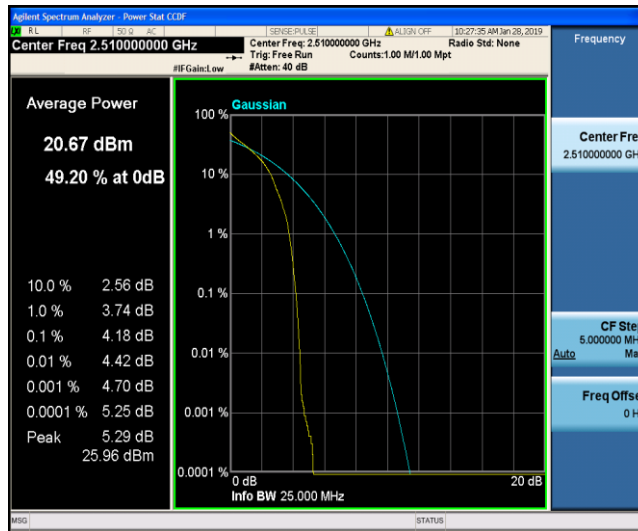 Agilent Spectrum Analyzer - Power Stat CCDF
RL RF 50 Ω AC SENSE:PULSE ALIGN OFF 10:27:35 AM Jan 28, 2019
Center Freq 2.510000000 GHz
Center Freq: 2.510000000 GHz Radio Std: None
Trig: Free Run Counts:1.00 M/1.00 Mpt
#IFGain:Low #Atten: 40 dB
Frequency
Average Power
20.67 dBm
49.20 % at 0dB
10.0 % 2.56 dB
1.0 % 3.74 dB
0.1 % 4.18 dB
0.01 % 4.42 dB
0.001 % 4.70 dB
0.0001 % 5.25 dB
Peak 5.29 dB
25.96 dBm
Gaussian
100 %
10 %
1 %
0.1 %
0.01 %
0.001 %
0.0001 %
0 dB 20 dB
Info BW 25.000 MHz
Center Fre
2.510000000 GH
CF Ste
5.000000 MH
Auto Ma
Freq Offse
0 H
MSG STATUS